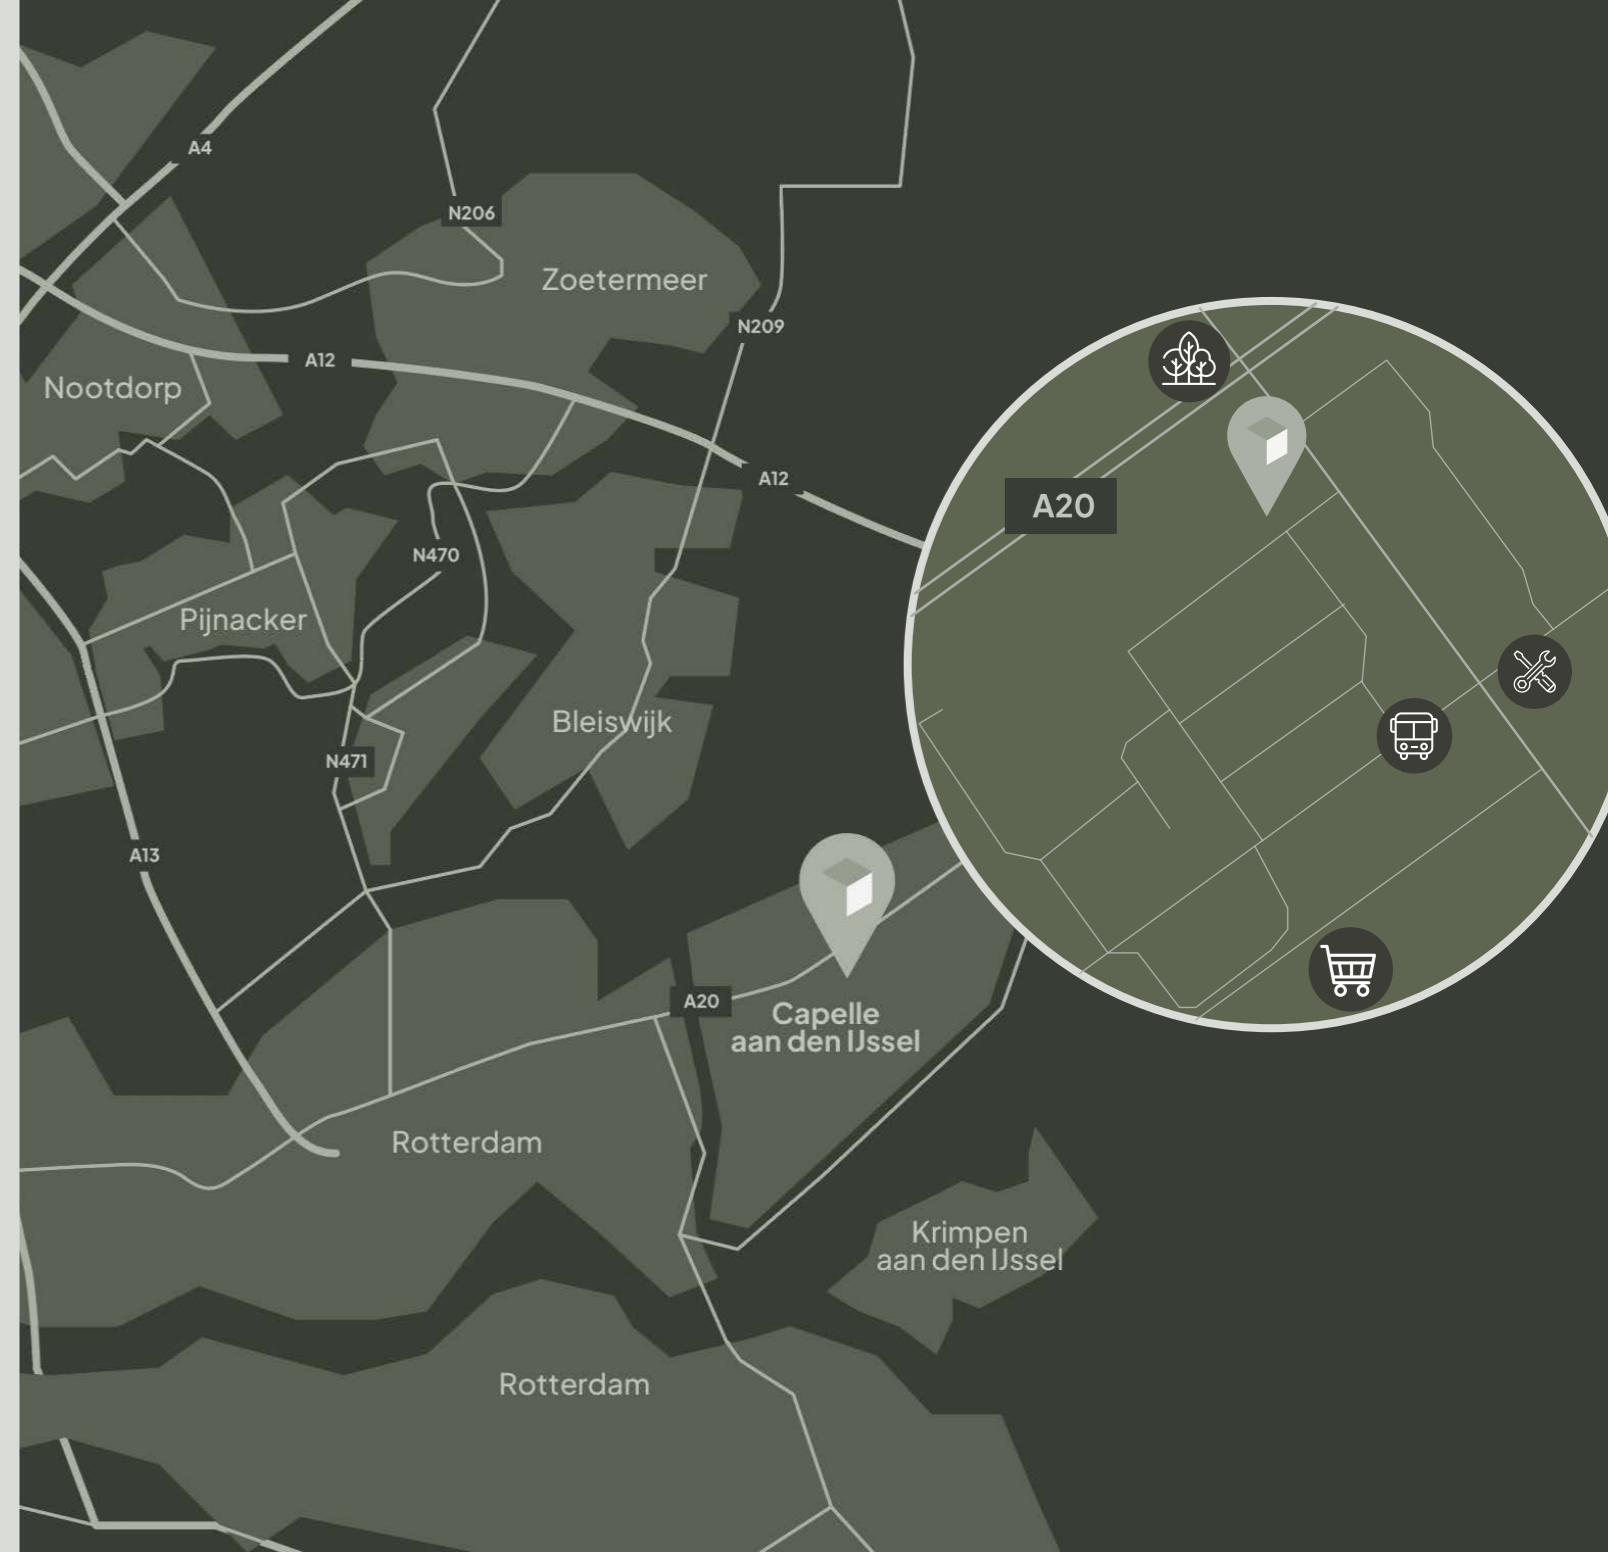 A4
N206
Zoetermeer
N209
A12
Nootdorp
A12
A20
N470
Pijnacker
Bleiswijk
N471
A13
A20
Capelle
aan den IJssel
Rotterdam
Krimpen
aan den IJssel
Rotterdam